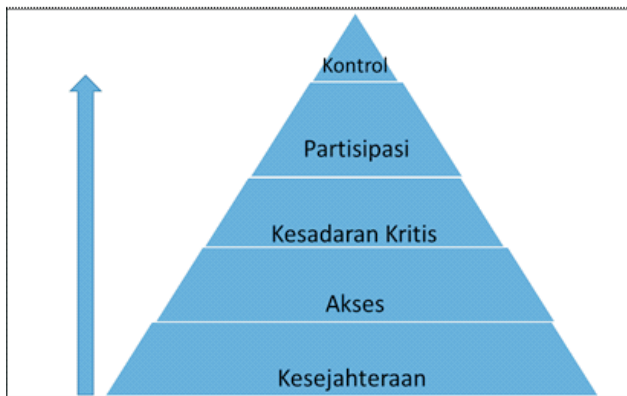 Kontrol
Partisipasi
Kesadaran Kritis
Akses
Kesejahteraan